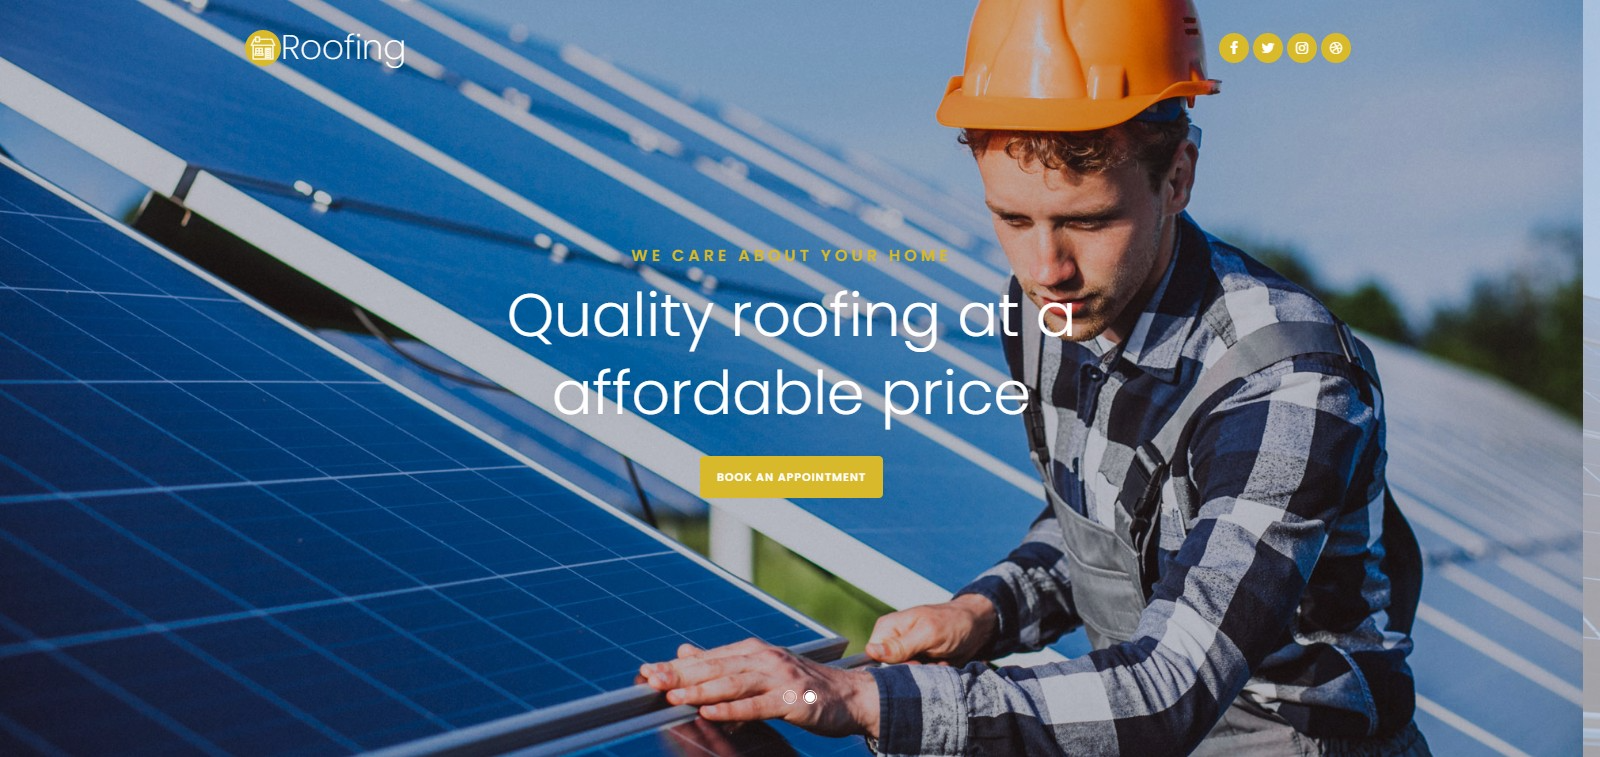 Roofing
WE CARE ABOUT YOUR HOME
Quality roofing at a
affordable price
BOOK AN APPOINTMENT